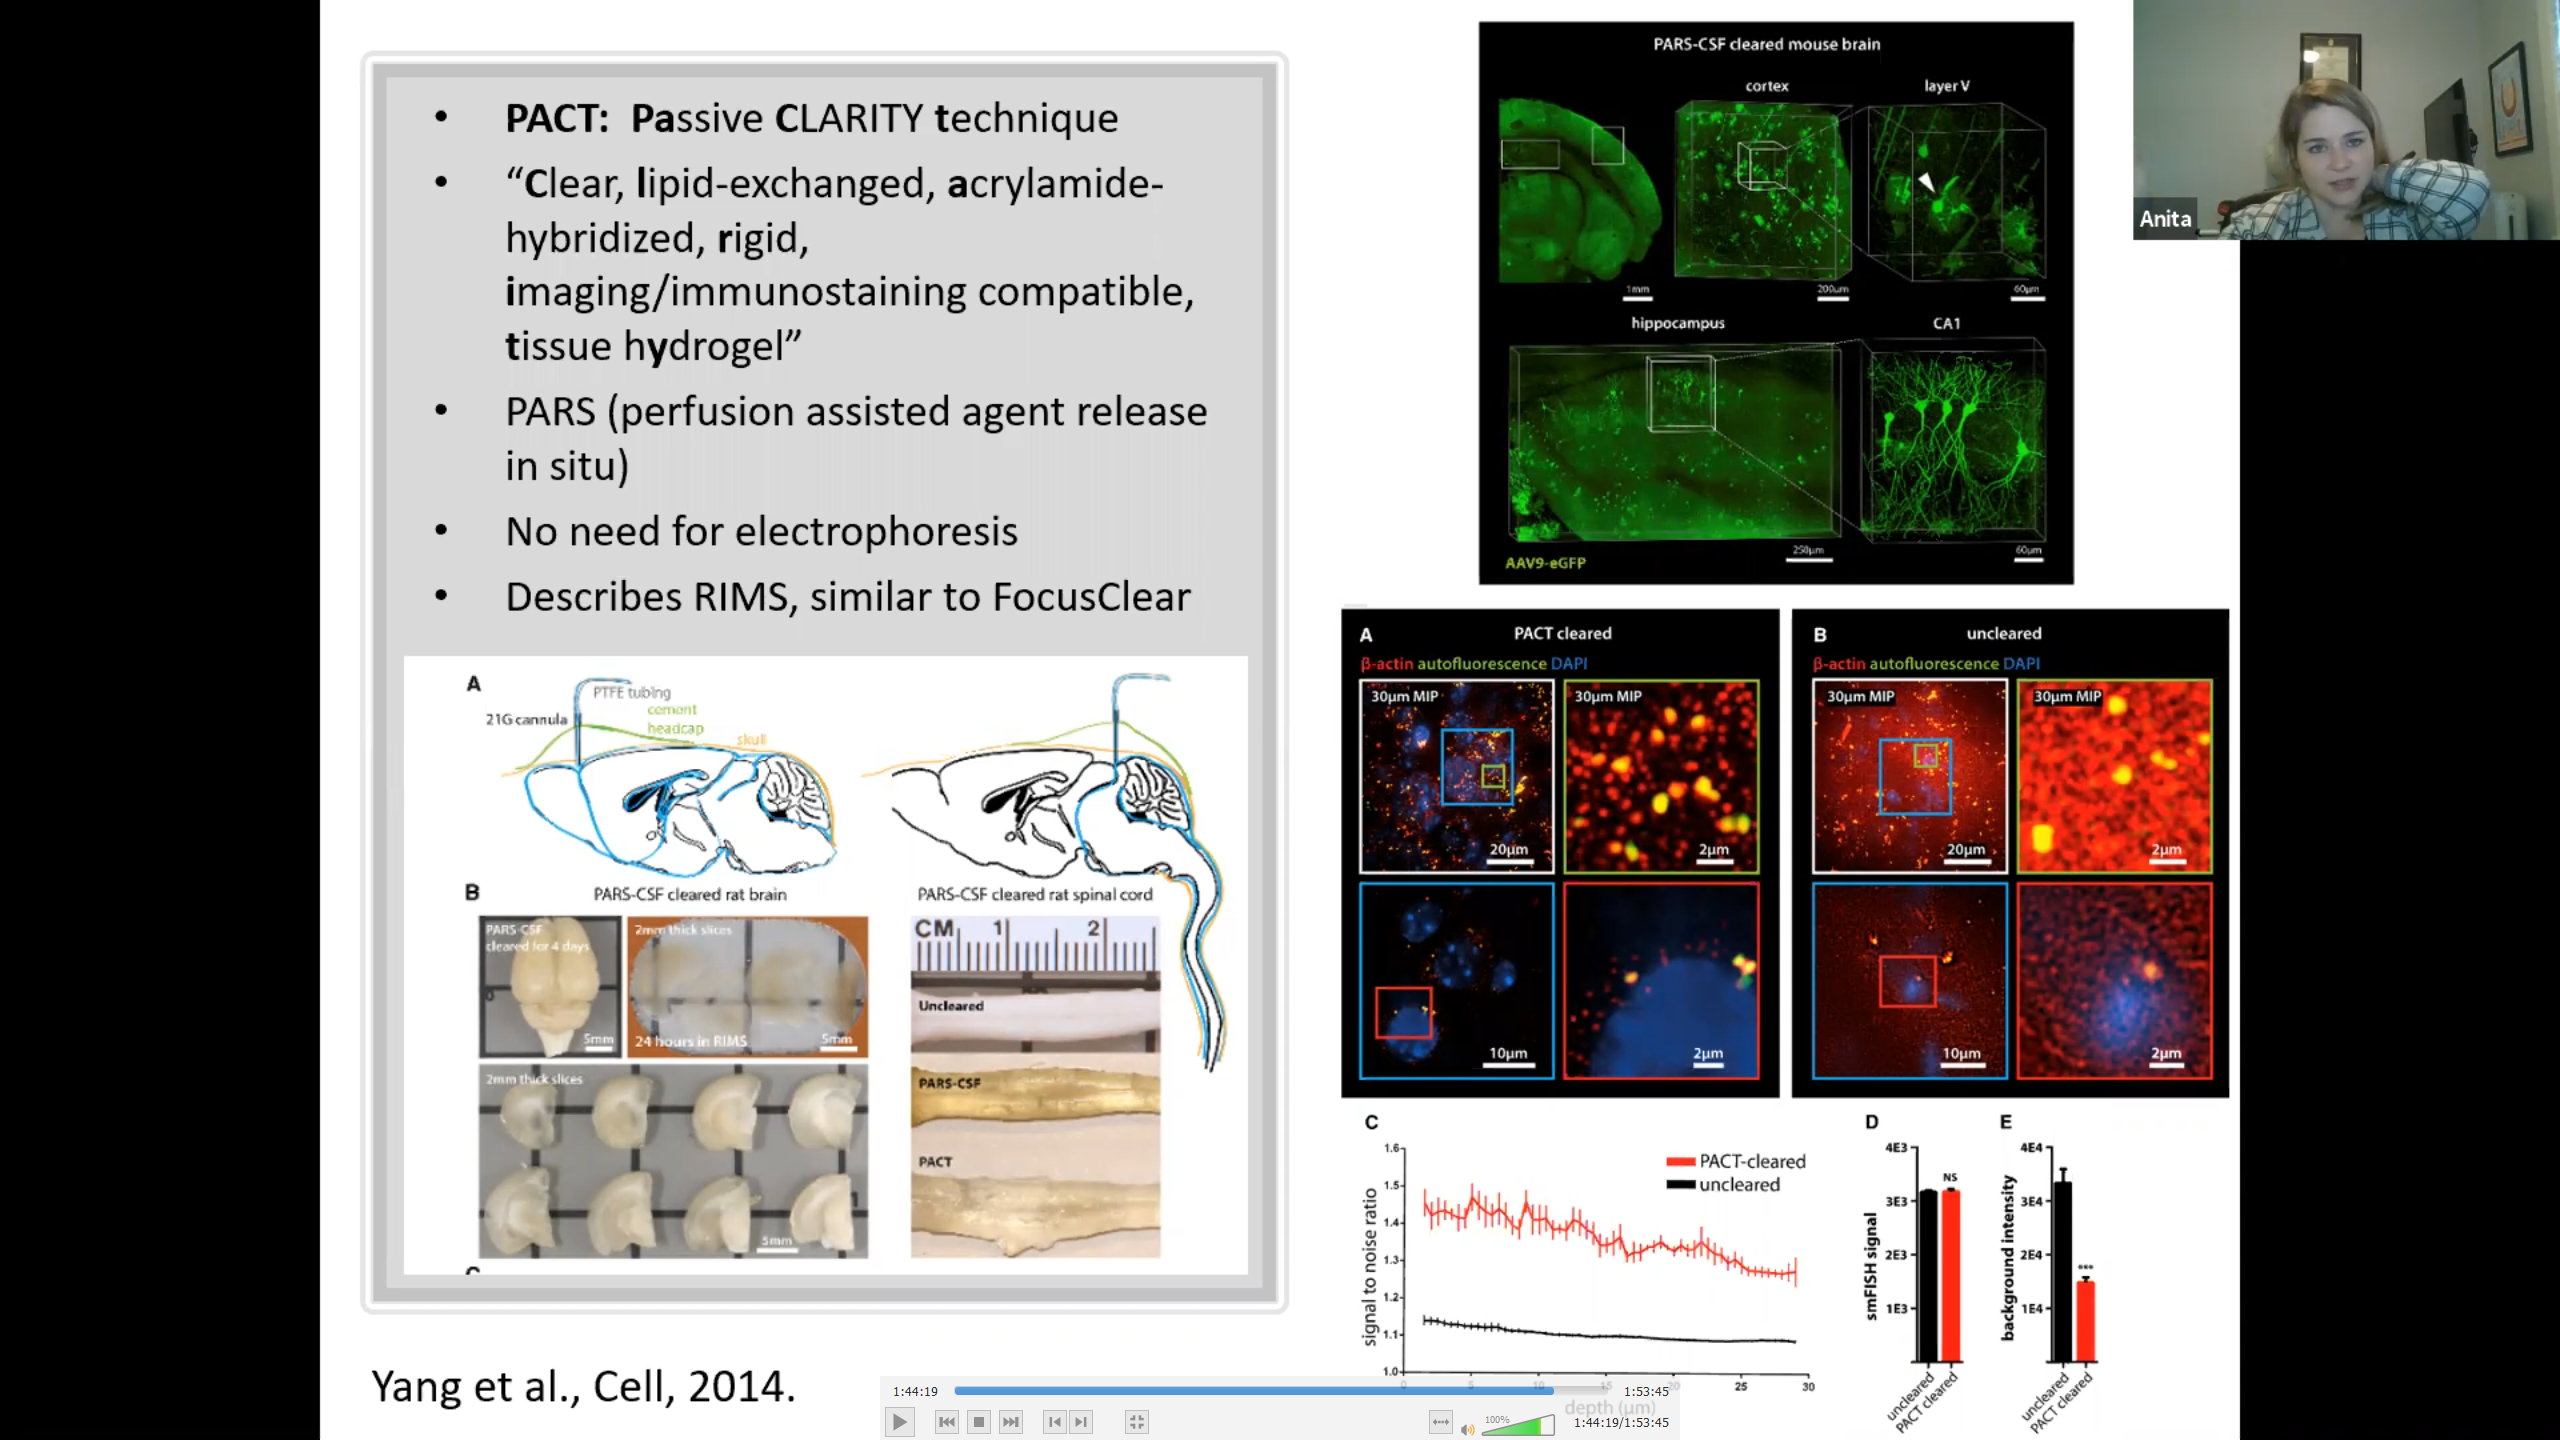 • PACT: Passive CLARITY technique
• “Clear, lipid-exchanged, acrylamide-
hybridized, rigid,
imaging/immunostaining compatible,
tissue hydrogel”
• PARS (perfusion assisted agent release
in situ)
• No need for electrophoresis
• Describes RIMS, similar to FocusClear
A
PTFE tubing
21G cannula
cement
headcap
skull
B
PARS-CSF cleared rat brain
PARS-CSF cleared rat spinal cord
PARS-CSF
cleared for 4 days
5mm
2mm thick slices
24 hours in RIMS
5mm
2mm thick slices
5mm
CM 1 2
Uncleared
PARS-CSF
PACT
Yang et al., Cell, 2014.
PARS-CSF cleared mouse brain
cortex
layer V
1mm
200µm
60µm
hippocampus
CA1
AAV9-eGFP
250µm
60µm
Anita
A PACT cleared
β-actin autofluorescence DAPI
30µm MIP
20µm
30µm MIP
2µm
10µm
2µm
B uncleared
β-actin autofluorescence DAPI
30µm MIP
20µm
30µm MIP
2µm
10µm
2µm
C
signal to noise ratio
1.6
1.5
1.4
1.3
1.2
1.1
1.0
PACT-cleared
uncleared
0 5 10 15 20 25 30
depth (µm)
D
smFISH signal
4E3
3E3
2E3
1E3
NS
uncleared
PACT cleared
E
background intensity
4E4
3E4
2E4
1E4
***
uncleared
PACT cleared
1:44:19
1:53:45
100%
1:44:19/1:53:45